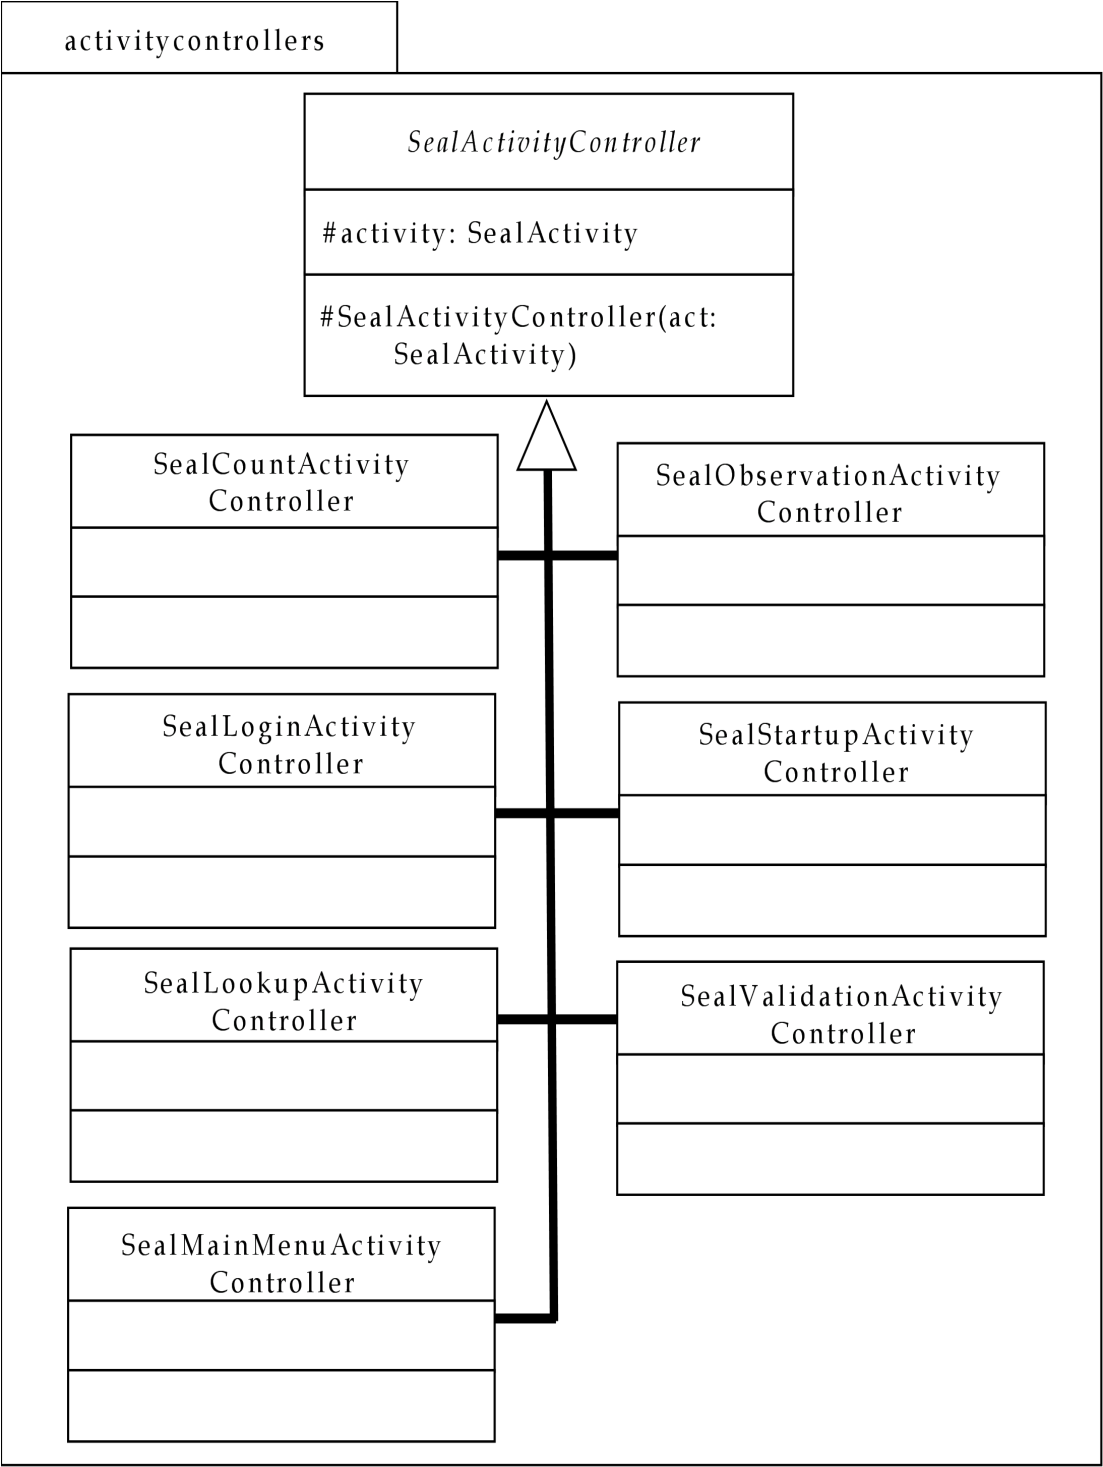 activitycontrollers
SealActivityController
#activity: SealActivity
#SealActivityController(act:
SealActivity)
SealCountActivity
Controller
SealObservationActivity
Controller
SealLoginActivity
Controller
SealStartupActivity
Controller
SealLookupActivity
Controller
SealValidationActivity
Controller
SealMainMenuActivity
Controller